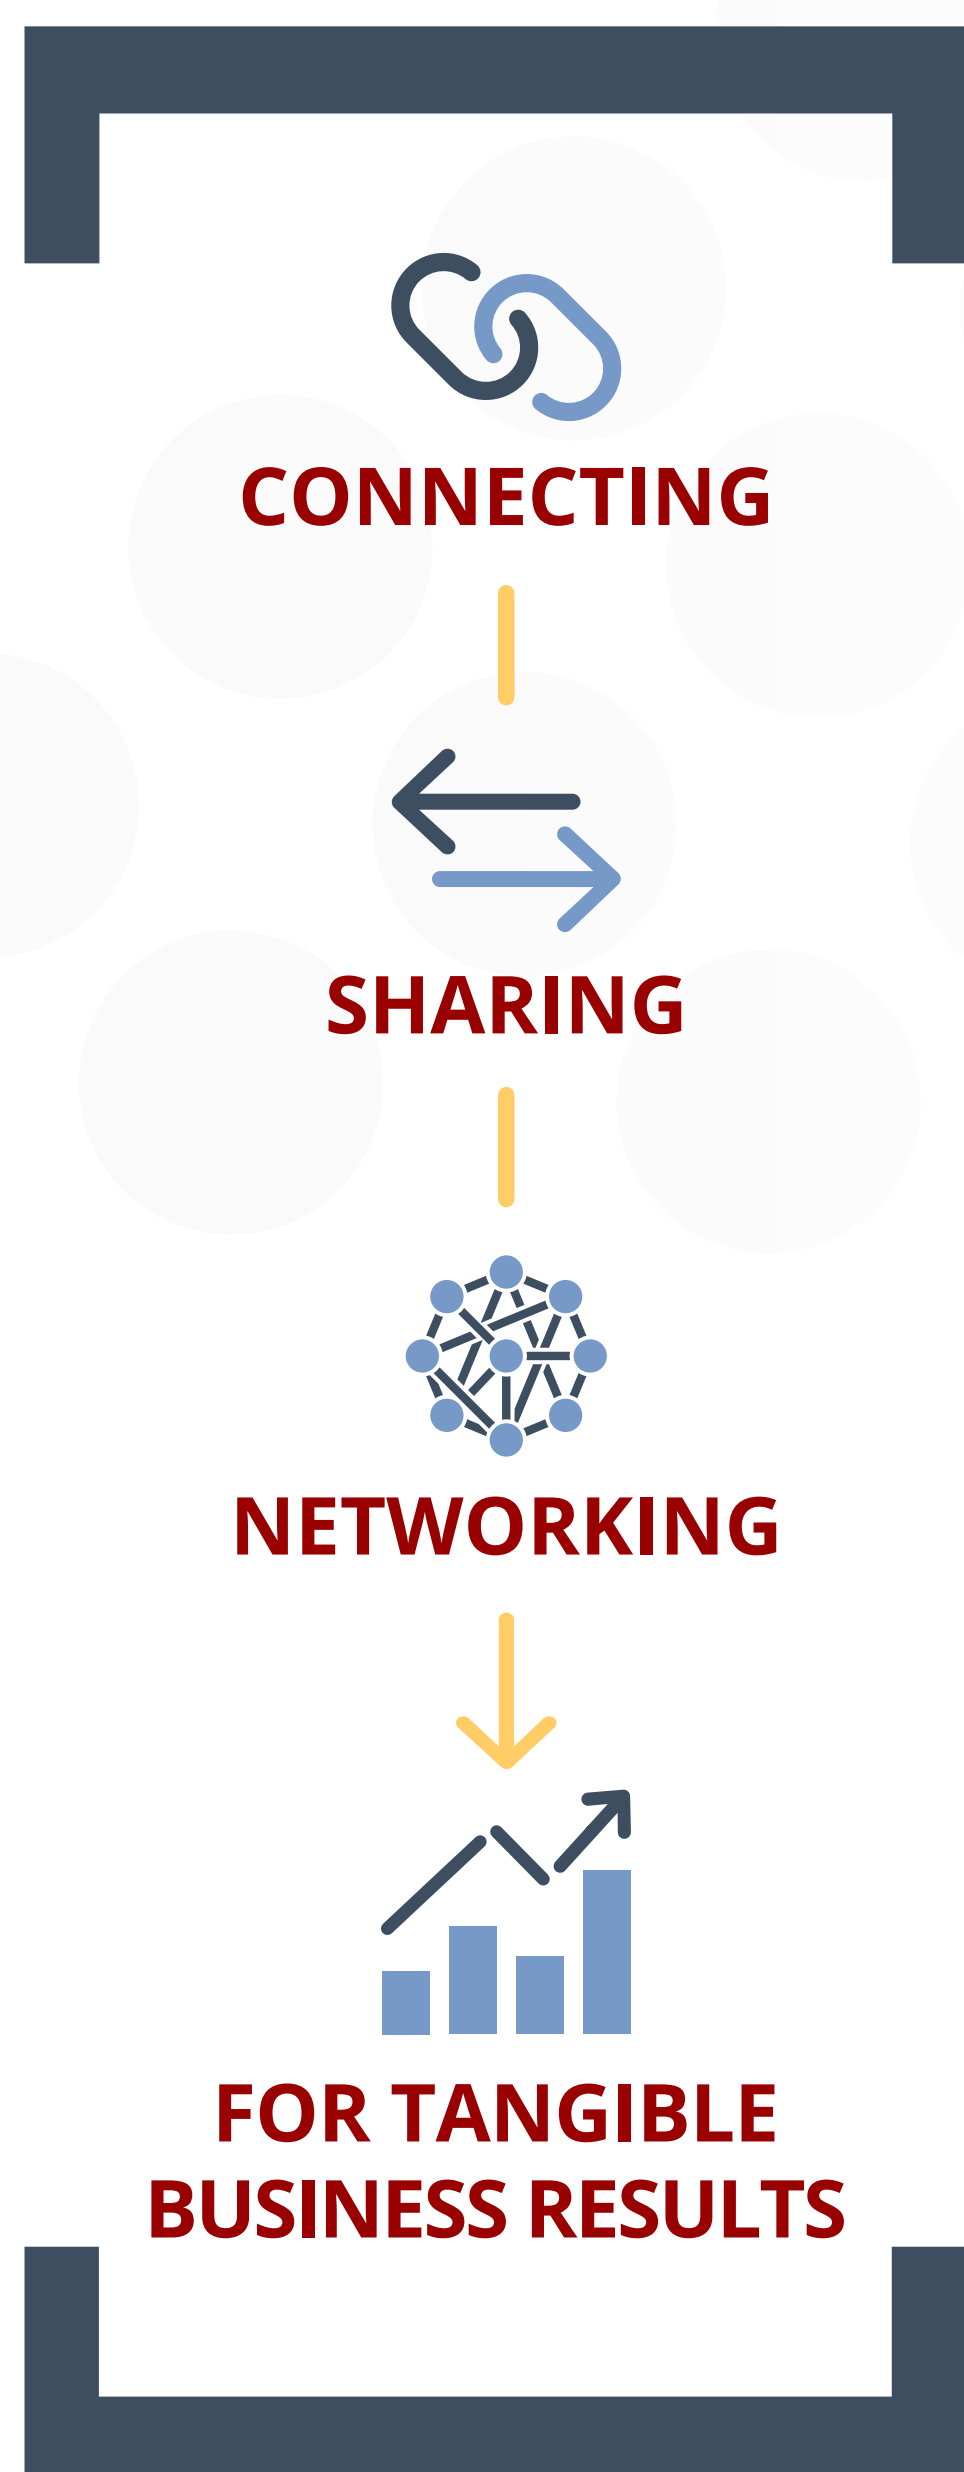 CONNECTING
SHARING
NETWORKING
FOR TANGIBLE
BUSINESS RESULTS